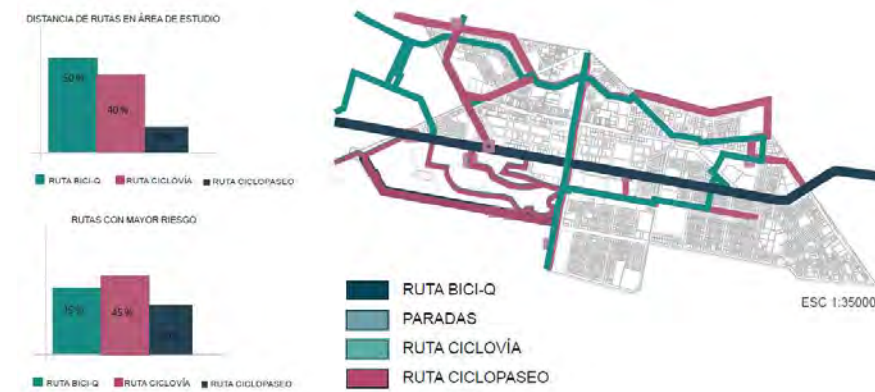 DISTANCIA DE RUTAS EN ÁREA DE ESTUDIO
50 %
40 %
RUTA BICI-Q RUTA CICLOVÍA RUTA CICLOPASEO
RUTAS CON MAYOR RIESGO
35 %
45 %
RUTA BICI-Q RUTA CICLOVÍA RUTA CICLOPASEO
RUTA BICI-Q
PARADAS
RUTA CICLOVÍA
RUTA CICLOPASEO
ESC 1:35000